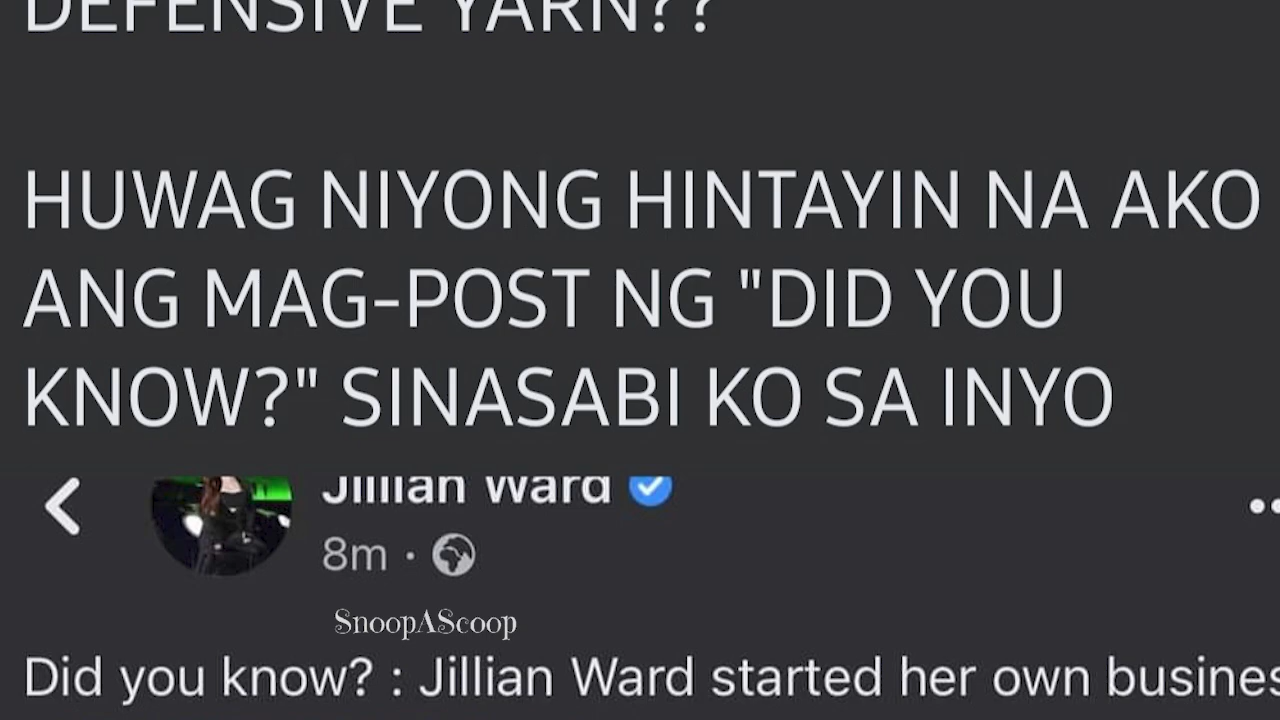 DEFENSIVE YARN??
HUWAG NIYONG HINTAYIN NA AKO
ANG MAG-POST NG "DID YOU
KNOW?" SINASABI KO SA INYO
Jillian Ward
8m ·
SnoopAScoop
Did you know? : Jillian Ward started her own busines